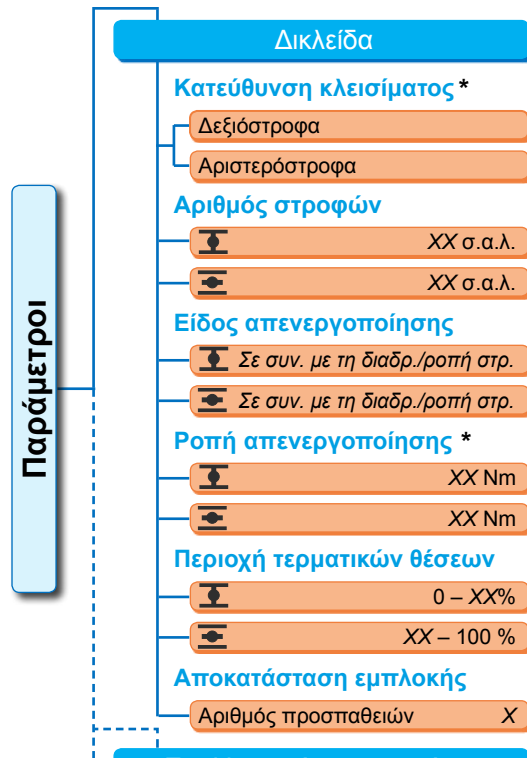 Δικλείδα
Κατεύθυνση κλεισίματος *
Δεξιόστροφα
Αριστερόστροφα
Αριθμός στροφών
XX σ.α.λ.
XX σ.α.λ.
Είδος απενεργοποίησης
Σε συν. με τη διαδρ./ροπή στρ.
Σε συν. με τη διαδρ./ροπή στρ.
Ροπή απενεργοποίησης *
XX Nm
XX Nm
Περιοχή τερματικών θέσεων
0 – XX%
XX – 100 %
Αποκατάσταση εμπλοκής
Αριθμός προσπαθειών X
Παράμετροι